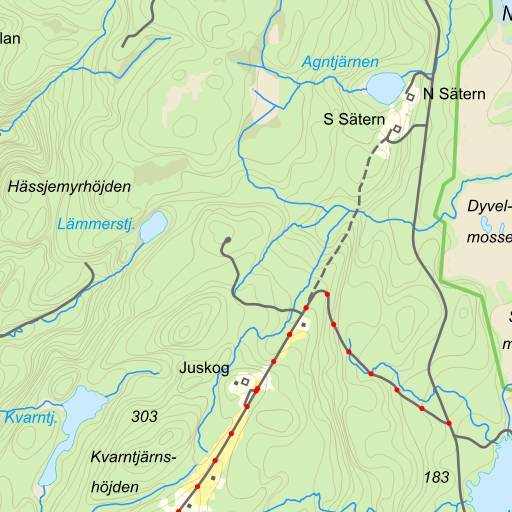 lan
Agntjärnen
N Sätern
S Sätern
Hässjemyrhöjden
Dyvel-
mosse
Lämmerstj.
Juskog
Kvarntj.
303
Kvarntjärns-
höjden
183